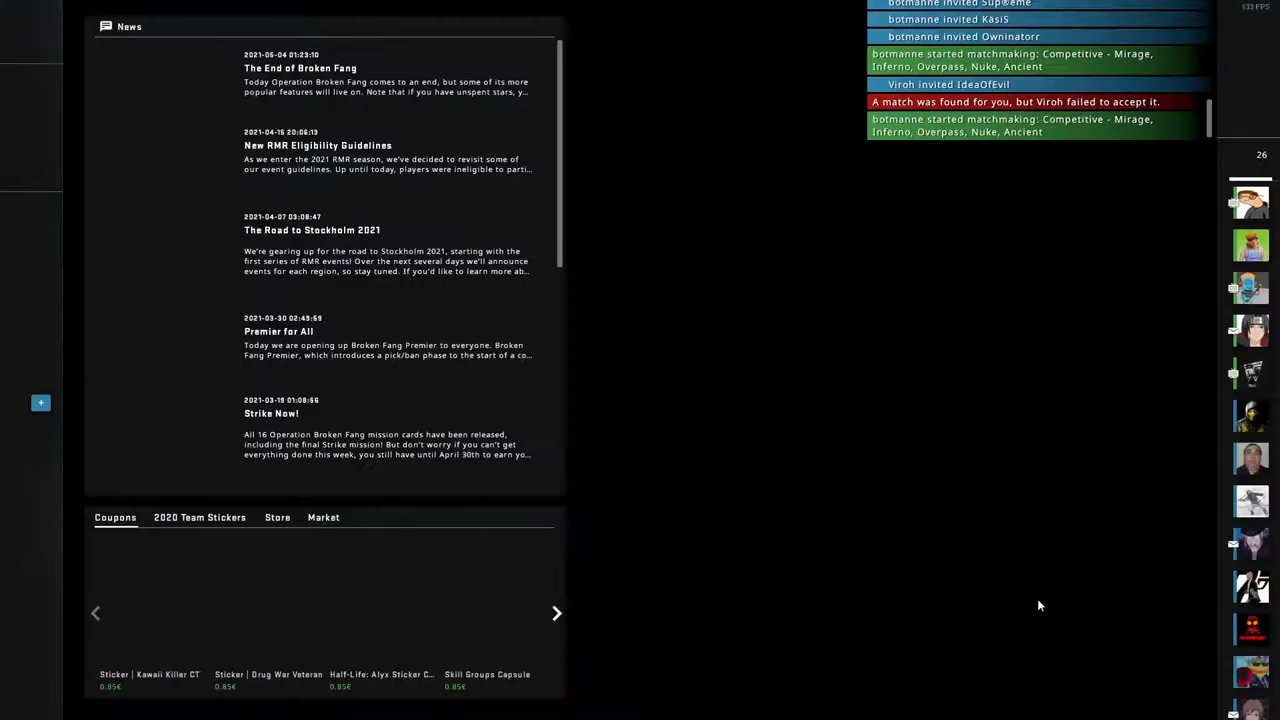 News
2021-05-04 01:23:10
The End of Broken Fang
Today Operation Broken Fang comes to an end, but some of its more
popular features will live on. Note that if you have unspent stars, y...
2021-04-15 20:06:13
New RMR Eligibility Guidelines
As we enter the 2021 RMR season, we've decided to revisit some of
our event guidelines. Up until today, players were ineligible to parti...
2021-04-07 03:08:47
The Road to Stockholm 2021
We're gearing up for the road to Stockholm 2021, starting with the
first series of RMR events! Over the next several days we'll announce
events for each region, so stay tuned. If you'd like to learn more ab...
2021-03-30 02:49:59
Premier for All
Today we are opening up Broken Fang Premier to everyone. Broken
Fang Premier, which introduces a pick/ban phase to the start of a co...
2021-03-19 01:08:56
Strike Now!
All 16 Operation Broken Fang mission cards have been released,
including the final Strike mission! But don't worry if you can't get
everything done this week, you still have until April 30th to earn yo...
Coupons 2020 Team Stickers Store Market
Sticker | Kawaii Killer CT Sticker | Drug War Veteran Half-Life: Alyx Sticker C... Skill Groups Capsule
0.85€ 0.85€ 0.85€ 0.85€
botmanne invited Sup®eme
botmanne invited KäsiS
botmanne invited Owninatorr
botmanne started matchmaking: Competitive - Mirage,
Inferno, Overpass, Nuke, Ancient
Viroh invited IdeaOfEvil
A match was found for you, but Viroh failed to accept it.
botmanne started matchmaking: Competitive - Mirage,
Inferno, Overpass, Nuke, Ancient
133 FPS
26